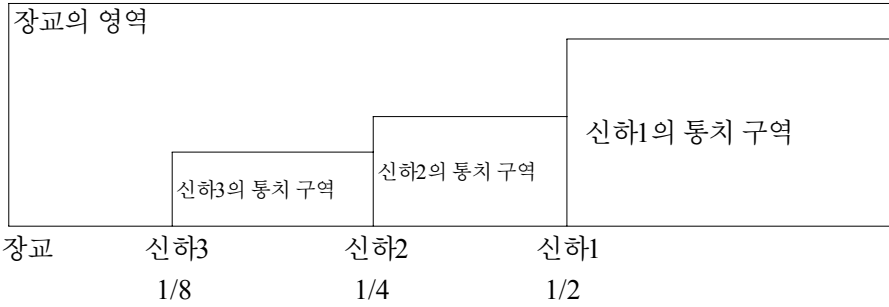 장교의 영역
신하1의 통치 구역
신하2의 통치 구역
신하3의 통치 구역
장교 신하3 신하2 신하1
1/8 1/4 1/2